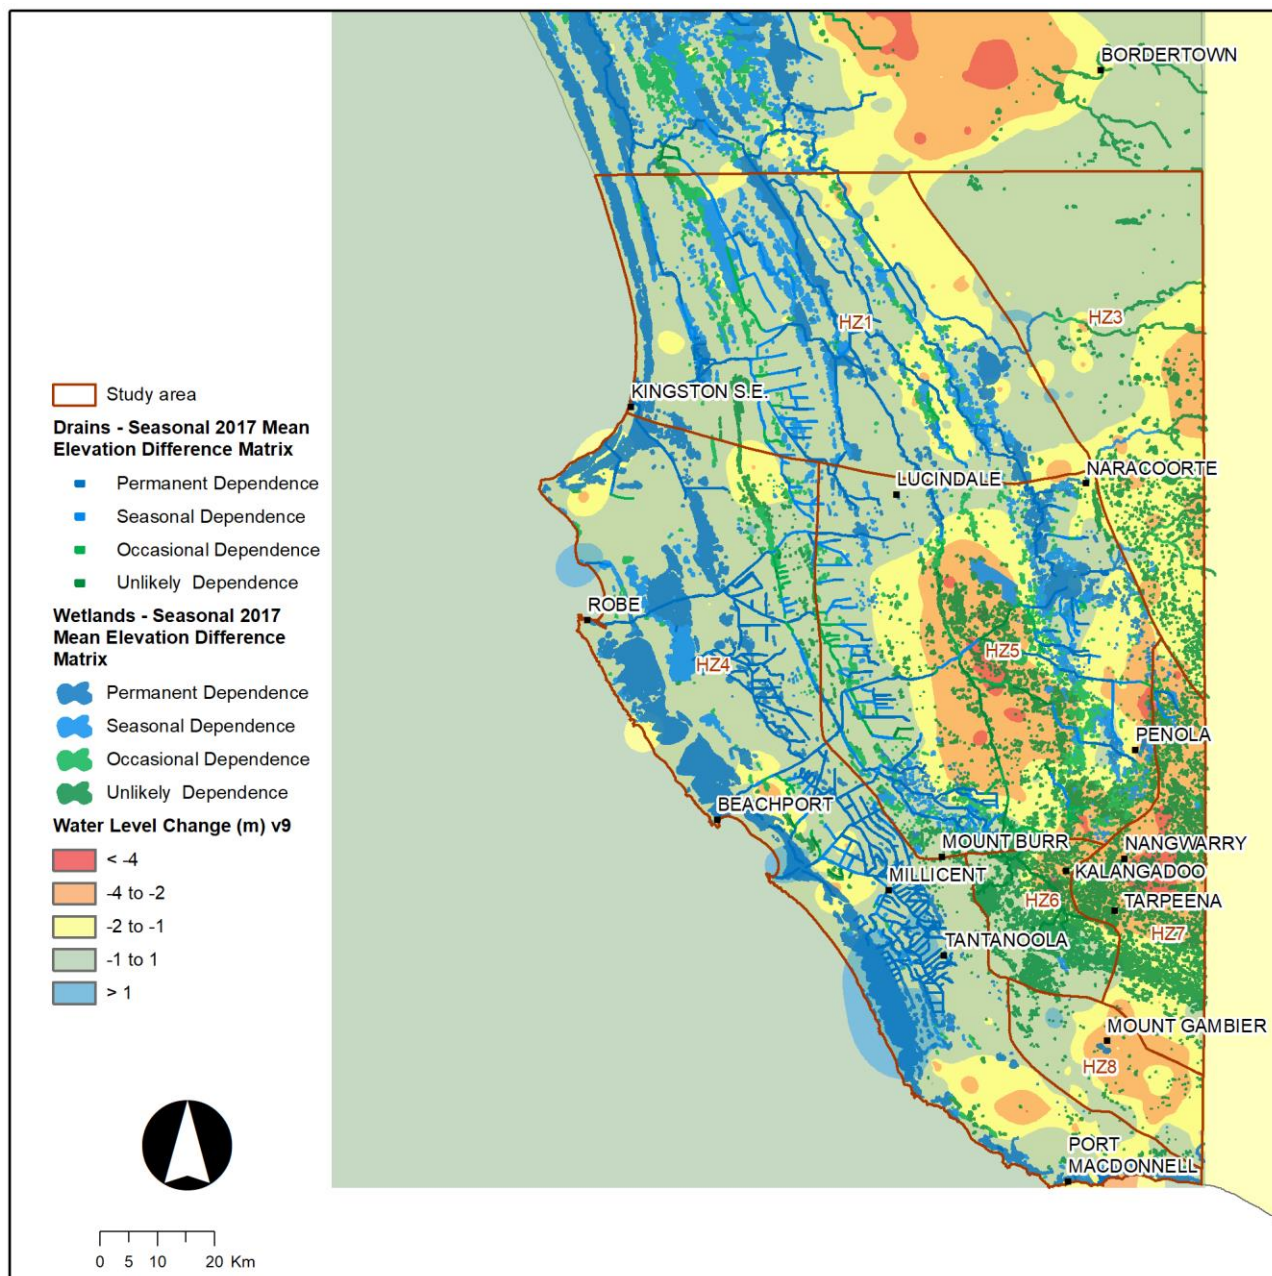 BORDERTOWN
HZ3
HZ1
Study area
KINGSTON S.E.
Drains - Seasonal 2017 Mean
Elevation Difference Matrix
NARACOORTE
LUCINDALE
Permanent Dependence
Seasonal Dependence
Occasional Dependence
Unlikely Dependence
ROBE
Wetlands - Seasonal 2017
Mean Elevation Difference
Matrix
HZ5
HZ4
Permanent Dependence
Seasonal Dependence
Occasional Dependence
Unlikely Dependence
PENOLA
Water Level Change (m) v9
BEACHPORT
< -4
-4 to -2
-2 to -1
-1 to 1
> 1
MOUNT BURR
NANGWARRY
MILLICENT
KALANGADOO
HZ6
TARPEENA
HZ7
TANTANOOLA
MOUNT GAMBIER
HZ8
PORT
MACDONNELL
0 5 10 20 Km